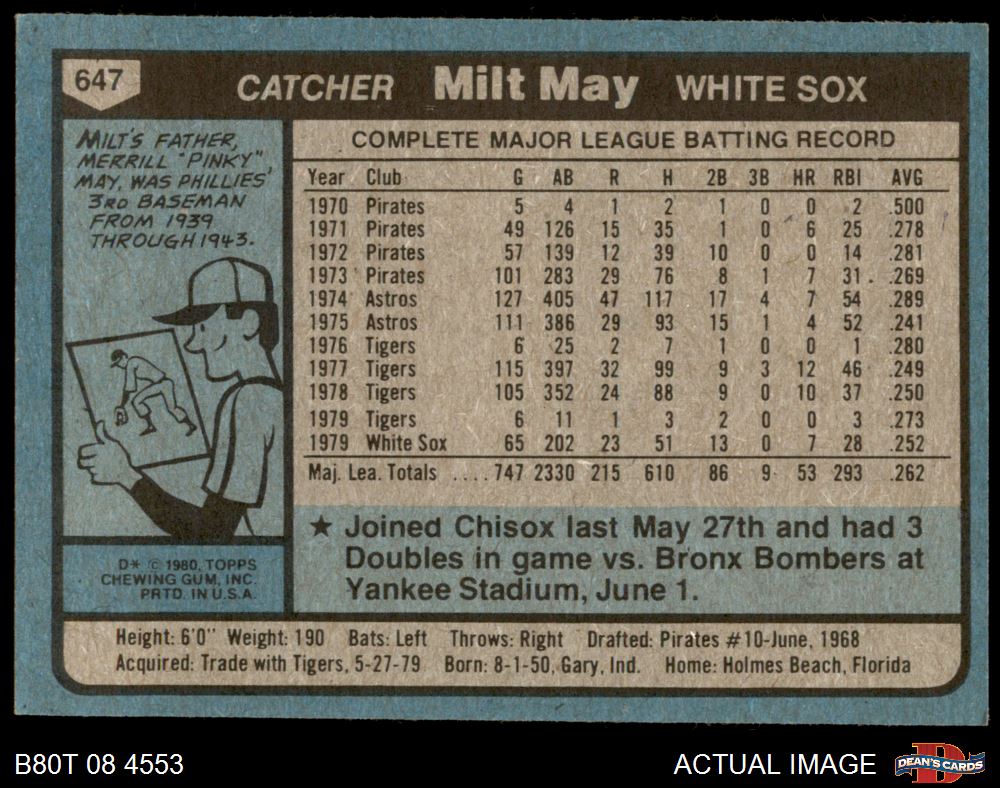 647
CATCHER Milt May WHITE SOX
MILT'S FATHER,
MERRILL "PINKY",
MAY, WAS PHILLIES'
3RD BASEMAN
FROM 1939
THROUGH 1943.
COMPLETE MAJOR LEAGUE BATTING RECORD
Year Club G AB R H 2B 3B HR RBI AVG
1970 Pirates 5 4 1 2 1 0 0 2 .500
1971 Pirates 49 126 15 35 1 0 6 25 .278
1972 Pirates 57 139 12 39 10 0 0 14 .281
1973 Pirates 101 283 29 76 8 1 7 31 .269
1974 Astros 127 405 47 117 17 4 7 54 .289
1975 Astros 111 386 29 93 15 1 4 52 .241
1976 Tigers 6 25 2 7 1 0 0 1 .280
1977 Tigers 115 397 32 99 9 3 12 46 .249
1978 Tigers 105 352 24 88 9 0 10 37 .250
1979 Tigers 6 11 1 3 2 0 0 3 .273
1979 White Sox 65 202 23 51 13 0 7 28 .252
Maj. Lea. Totals ....747 2330 215 610 86 9 53 293 .262
★ Joined Chisox last May 27th and had 3
Doubles in game vs. Bronx Bombers at
Yankee Stadium, June 1.
D* © 1980, TOPPS
CHEWING GUM, INC.
PRTD. IN U.S.A.
Height: 6'0" Weight: 190 Bats: Left Throws: Right Drafted: Pirates #10-June, 1968
Acquired: Trade with Tigers, 5-27-79 Born: 8-1-50, Gary, Ind. Home: Holmes Beach, Florida
B80T 08 4553 ACTUAL IMAGE DEAN'S CARDS